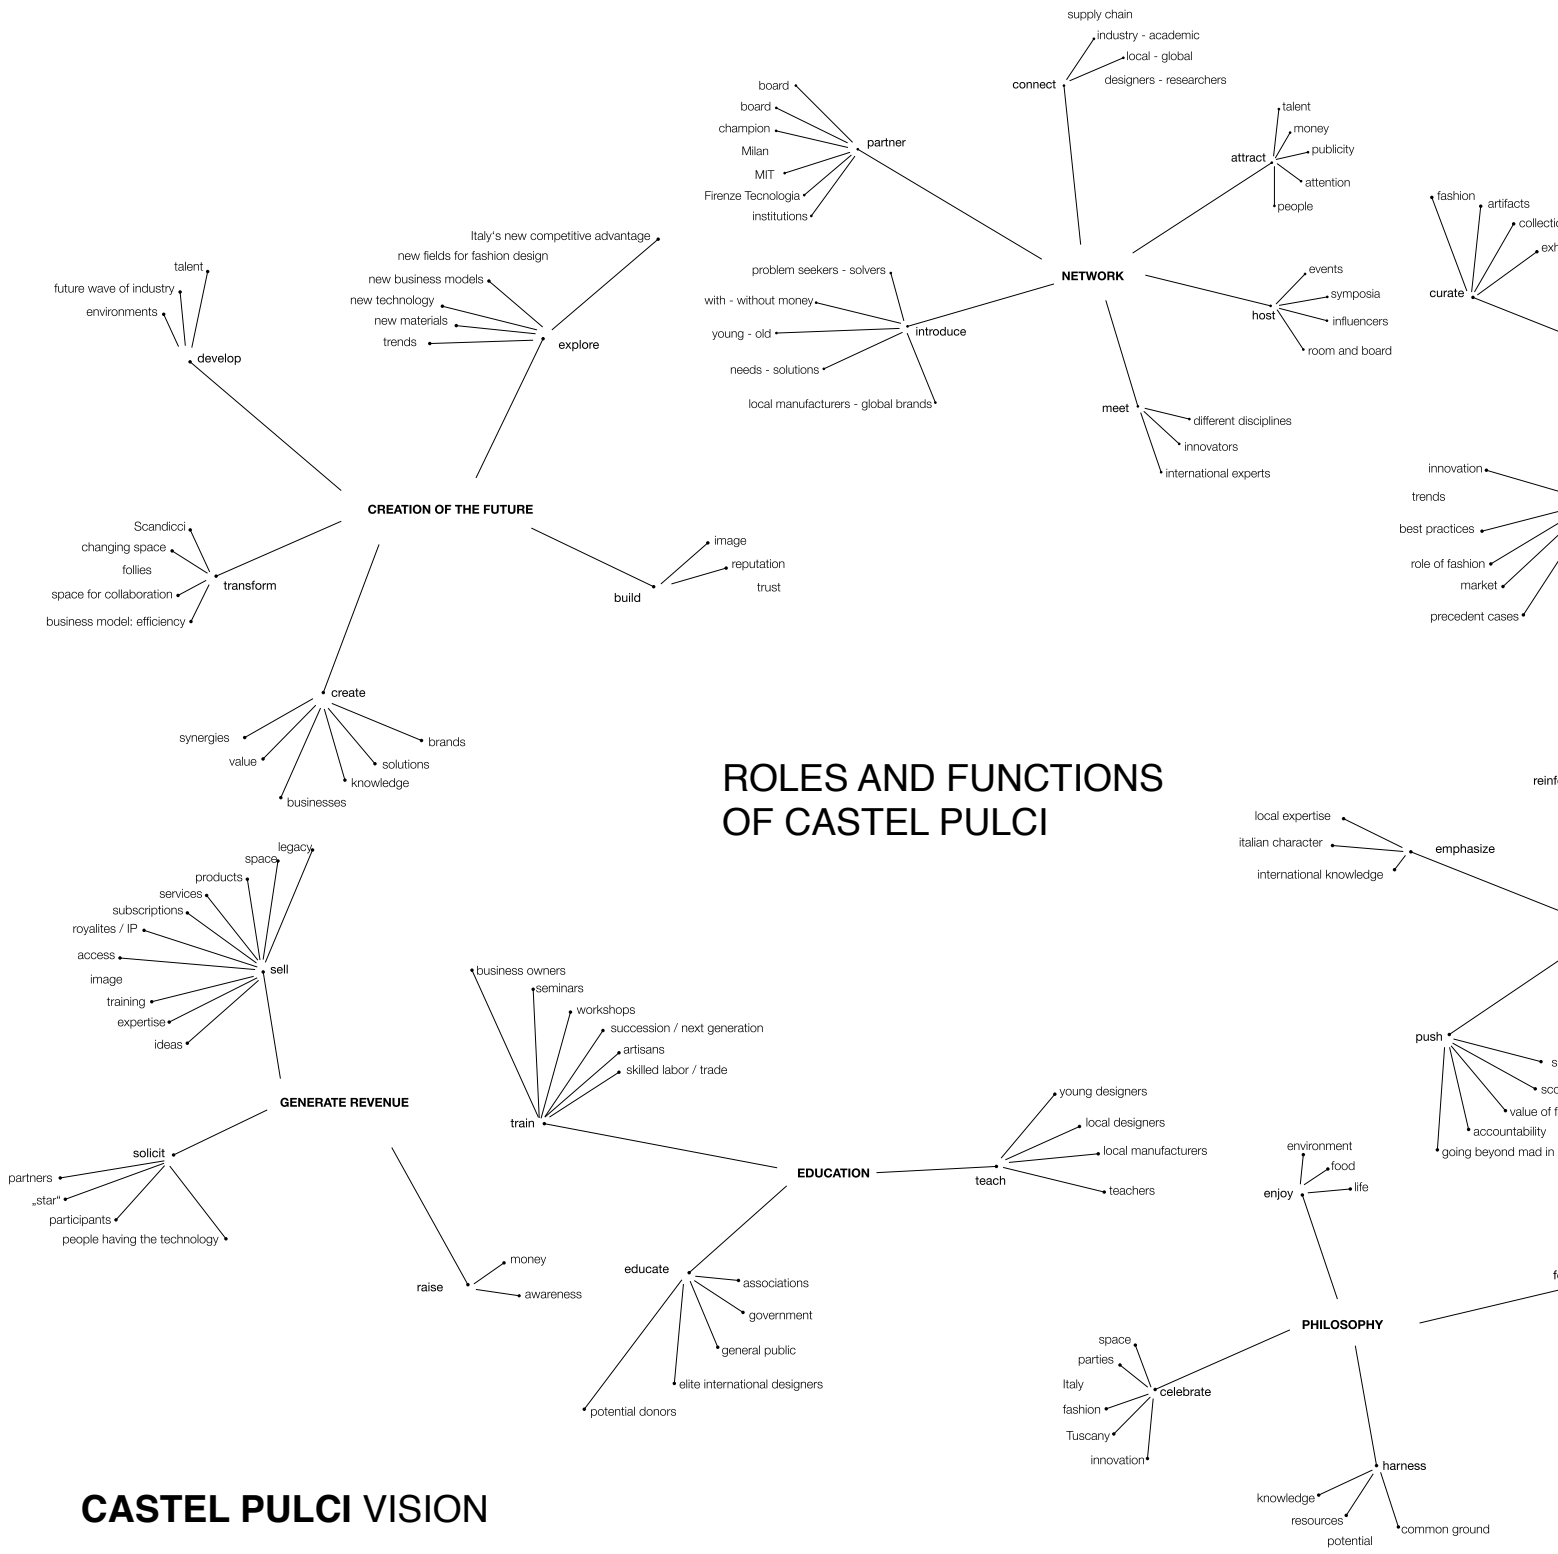 supply chain
industry - academic
local - global
designers - researchers
connect
board
board
champion
Milan
MIT
Firenze Tecnologia
institutions
partner
talent
money
publicity
attention
people
attract
fashion
artifacts
curate
problem seekers - solvers
with - without money
young - old
needs - solutions
local manufacturers - global brands
introduce
NETWORK
events
symposia
influencers
room and board
host
meet
different disciplines
innovators
international experts
Italy's new competitive advantage
new fields for fashion design
new business models
new technology
new materials
trends
explore
talent
future wave of industry
environments
develop
CREATION OF THE FUTURE
Scandicci
changing space
follies
space for collaboration
business model: efficiency
transform
image
reputation
trust
build
innovation
trends
best practices
role of fashion
market
precedent cases
create
synergies
value
businesses
knowledge
solutions
brands
ROLES AND FUNCTIONS
OF CASTEL PULCI
local expertise
italian character
international knowledge
emphasize
legacy
space
products
services
subscriptions
royalites / IP
access
image
training
expertise
ideas
sell
GENERATE REVENUE
solicit
partners
„star“
participants
people having the technology
raise
money
awareness
business owners
seminars
workshops
succession / next generation
artisans
skilled labor / trade
train
EDUCATION
teach
young designers
local designers
local manufacturers
teachers
educate
associations
government
general public
elite international designers
potential donors
push
value of
accountability
going beyond mad in
environment
food
life
enjoy
PHILOSOPHY
space
parties
Italy
fashion
Tuscany
innovation
celebrate
harness
knowledge
resources
potential
common ground
CASTEL PULCI VISION